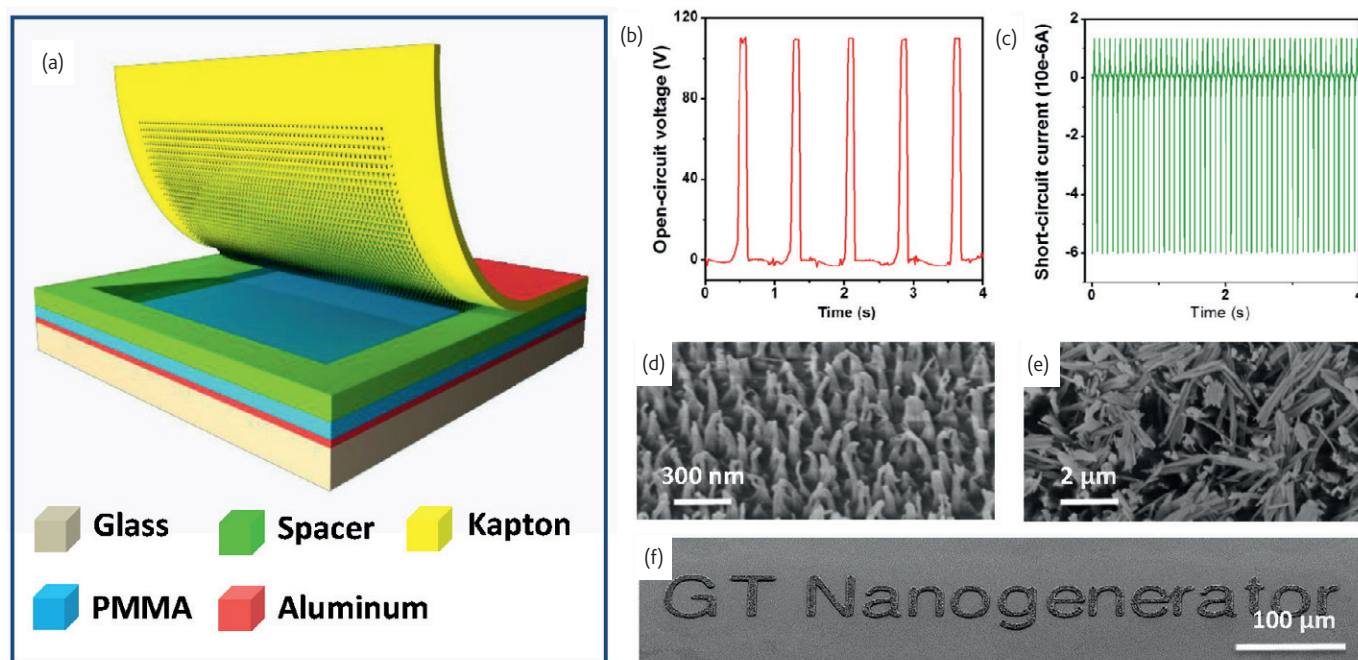 (a)
Glass
Spacer
Kapton
PMMA
Aluminum
(b)
Open-circuit voltage (V)
120
80
40
0
0 1 2 3 4
Time (s)
(c)
Short-circuit current (10e-6A)
2
0
-2
-4
-6
0 2 4
Time (s)
(d)
300 nm
(e)
2 μm
(f)
GT Nanogenerator
100 μm